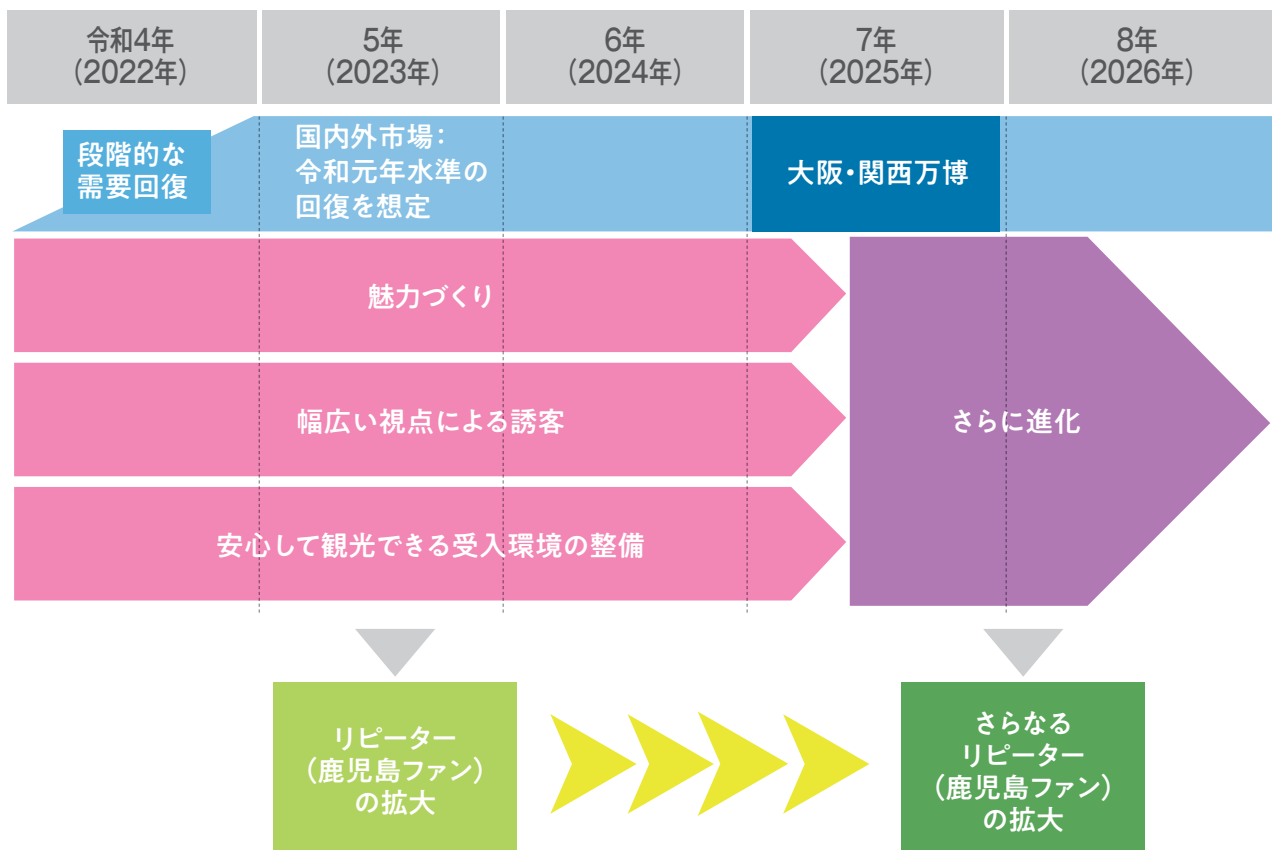 令和4年
（2022年）
5年
（2023年）
6年
（2024年）
7年
（2025年）
8年
（2026年）
段階的な
需要回復
国内外市場：
令和元年水準の
回復を想定
大阪・関西万博
魅力づくり
幅広い視点による誘客
安心して観光できる受入環境の整備
さらに進化
リピーター
（鹿児島ファン）
の拡大
さらなる
リピーター
（鹿児島ファン）
の拡大